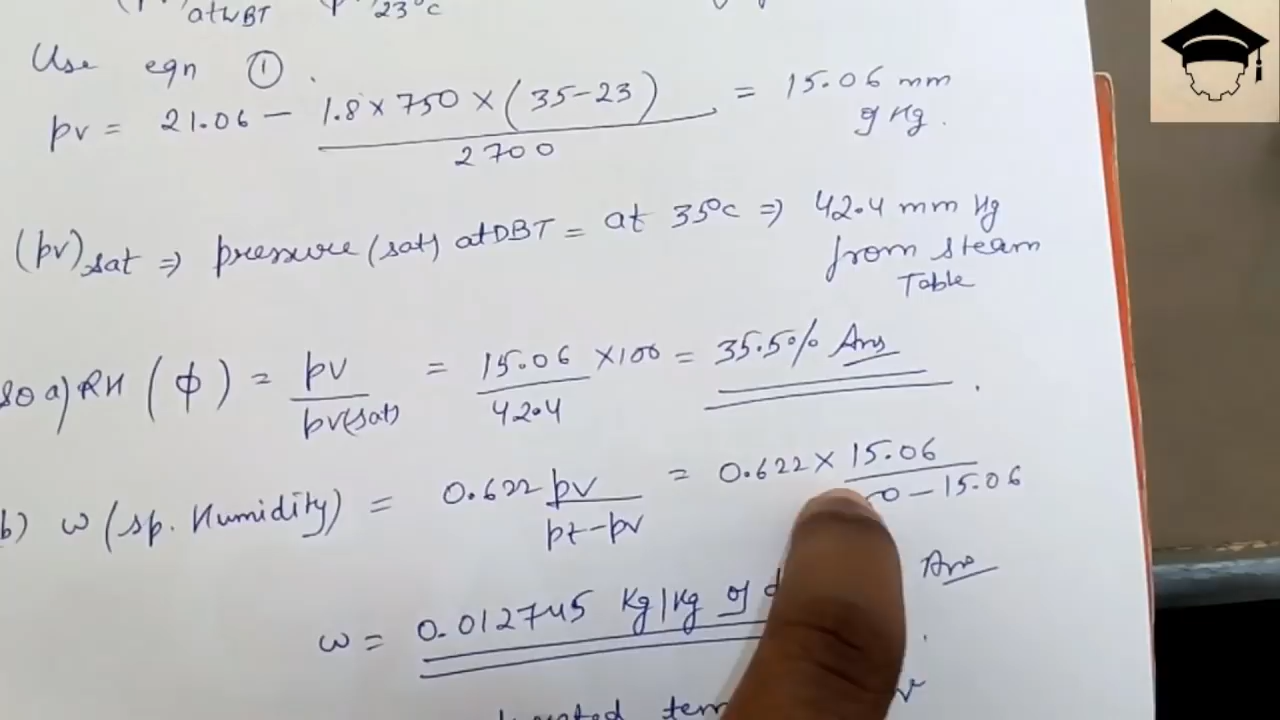 at WBT 23°C
Use eqn ①.
pv = 21.06 - 1.8 × 750 × (35-23) / 2700 = 15.06 mm
of Hg.
(pv)sat ⇒ pressure (sat) at DBT = at 35°C ⇒ 42.4 mm Hg
from steam
Table
So a) RH (ϕ) = pv / pv(sat) = 15.06 / 42.4 × 100 = 35.5% Ans
b) ω (sp. Humidity) = 0.622 pv / pt-pv = 0.622 × 15.06 / - 15.06
ω = 0.012745 Kg/Kg of Ans